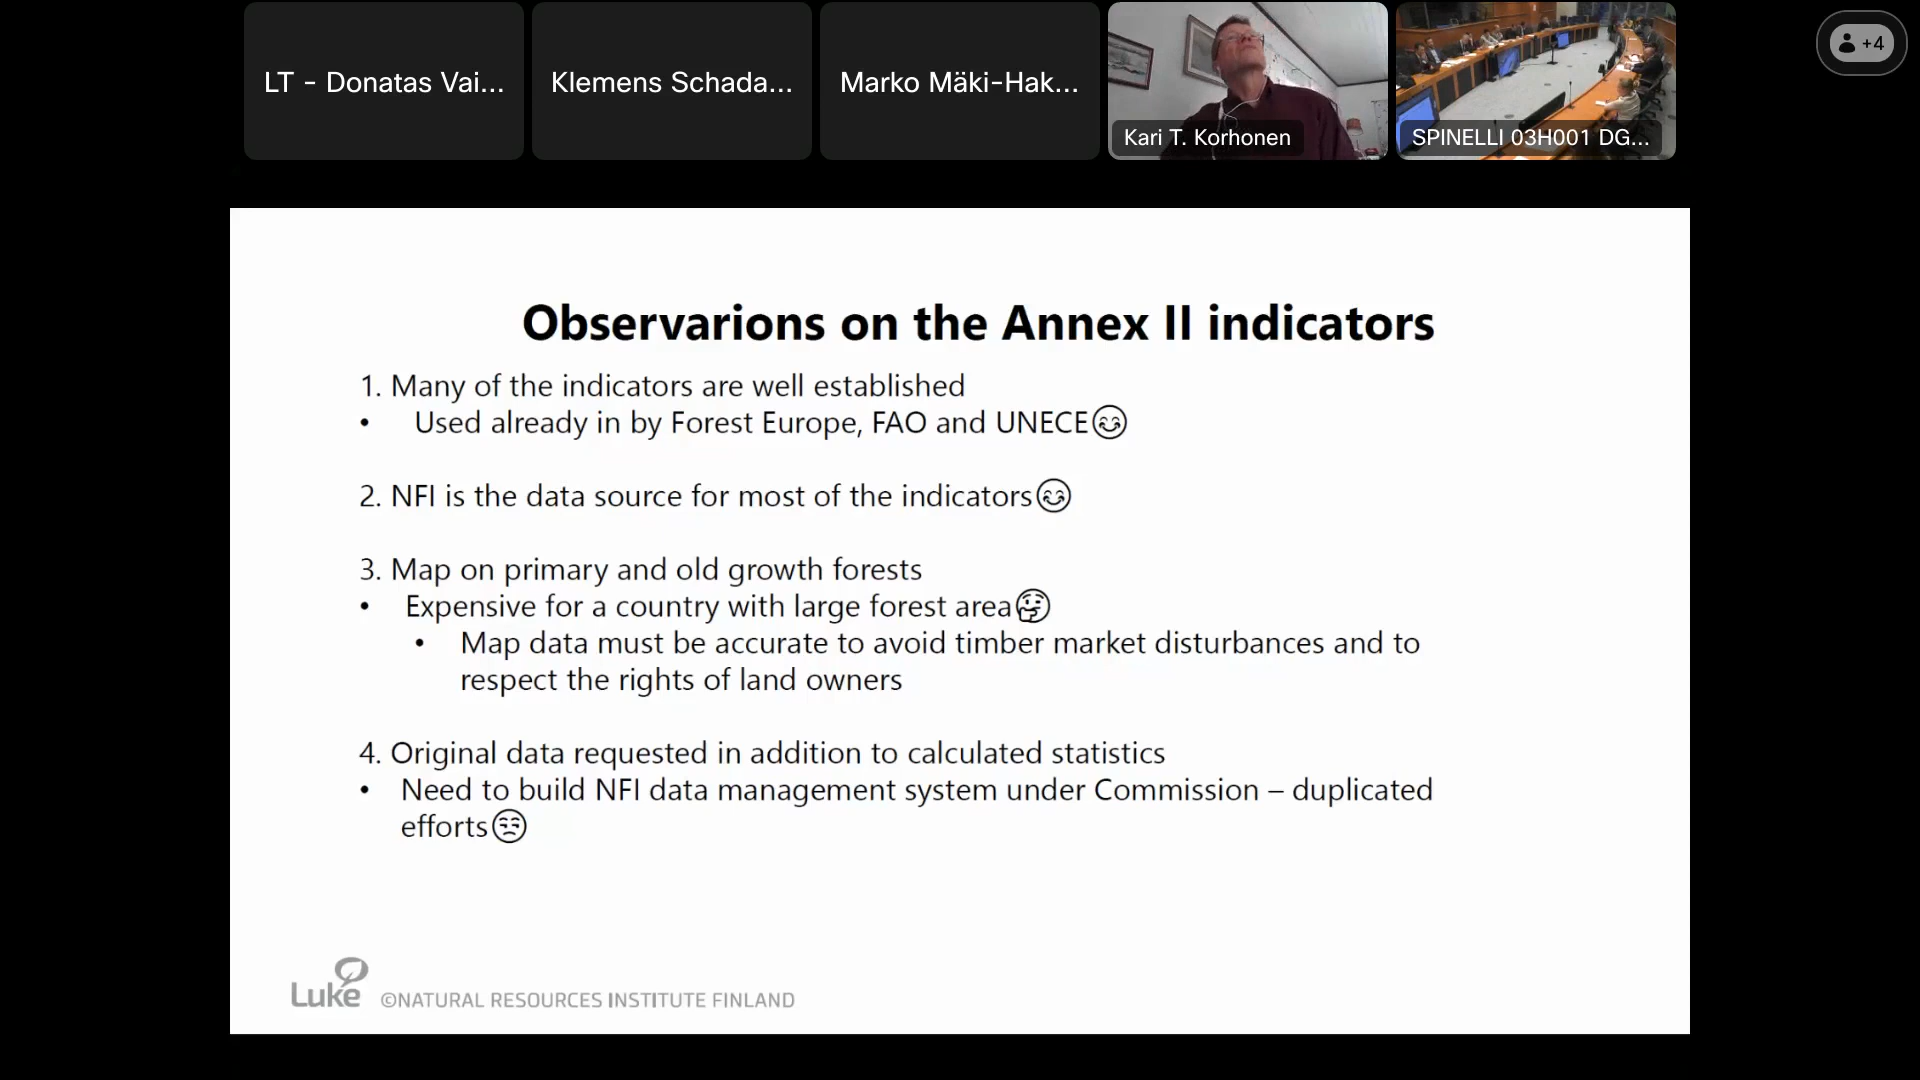 LT - Donatas Vai...
Klemens Schada...
Marko Mäki-Hak...
Kari T. Korhonen
SPINELLI 03H001 DG...
+4
Observarions on the Annex II indicators
1. Many of the indicators are well established
• Used already in by Forest Europe, FAO and UNECE😊
2. NFI is the data source for most of the indicators😊
3. Map on primary and old growth forests
• Expensive for a country with large forest area🤔
• Map data must be accurate to avoid timber market disturbances and to
respect the rights of land owners
4. Original data requested in addition to calculated statistics
• Need to build NFI data management system under Commission – duplicated
efforts😒
Luke ©NATURAL RESOURCES INSTITUTE FINLAND